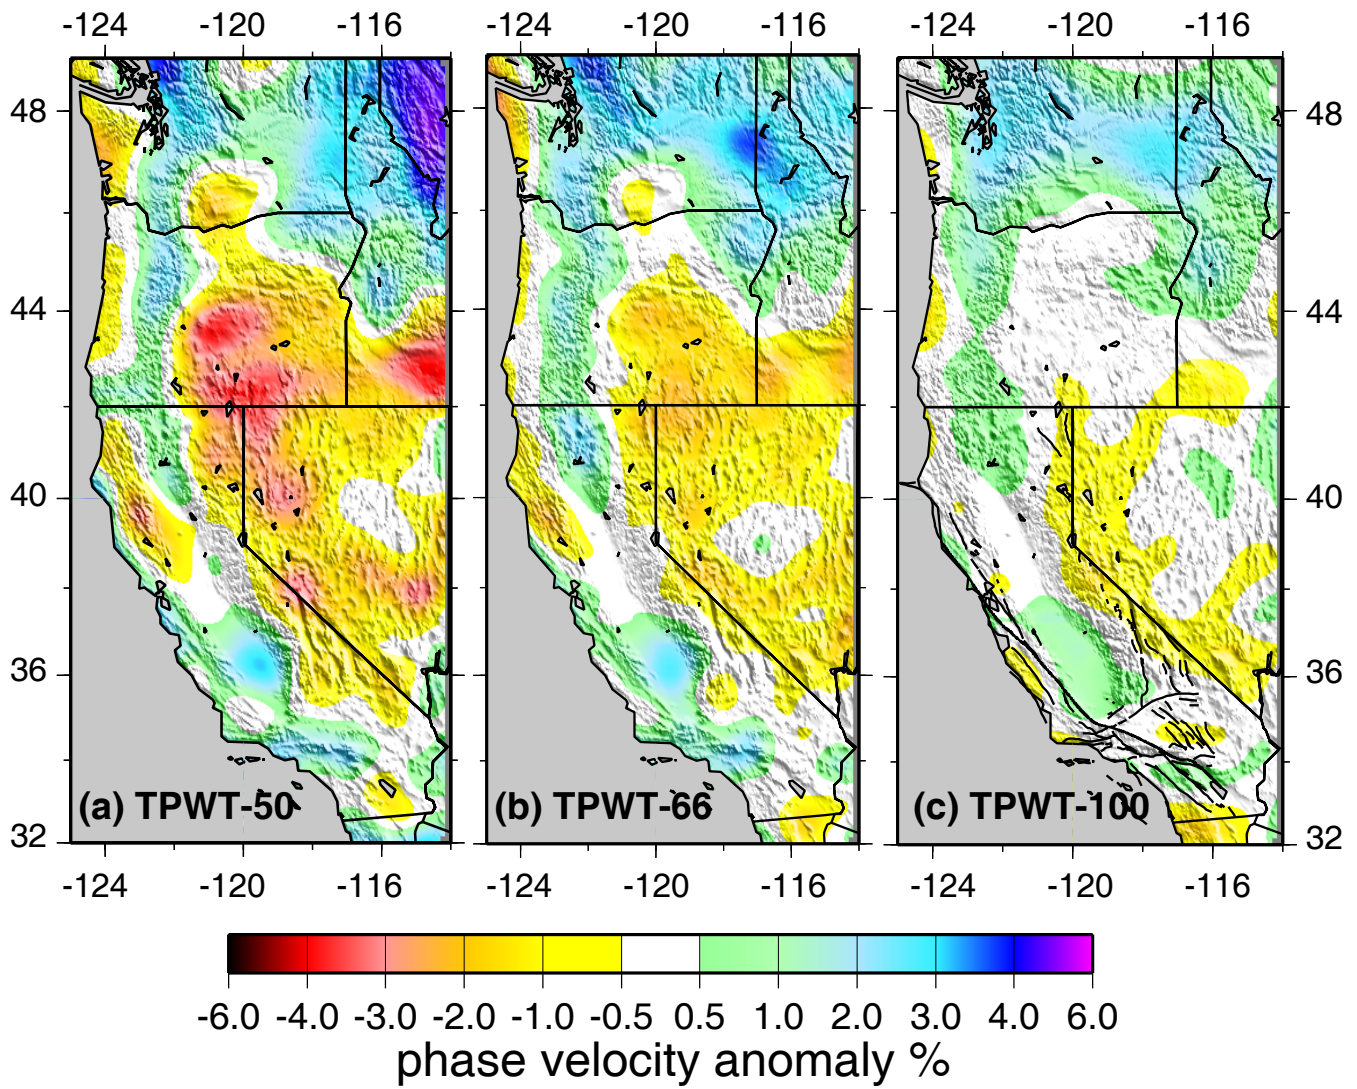 -124 -120 -116 -124 -120 -116 -124 -120 -116
48 48
44 44
40 40
36 36
(a) TPWT-50 (b) TPWT-66 (c) TPWT-100
32 32
-124 -120 -116 -124 -120 -116 -124 -120 -116
-6.0 -4.0 -3.0 -2.0 -1.0 -0.5 0.5 1.0 2.0 3.0 4.0 6.0
phase velocity anomaly %